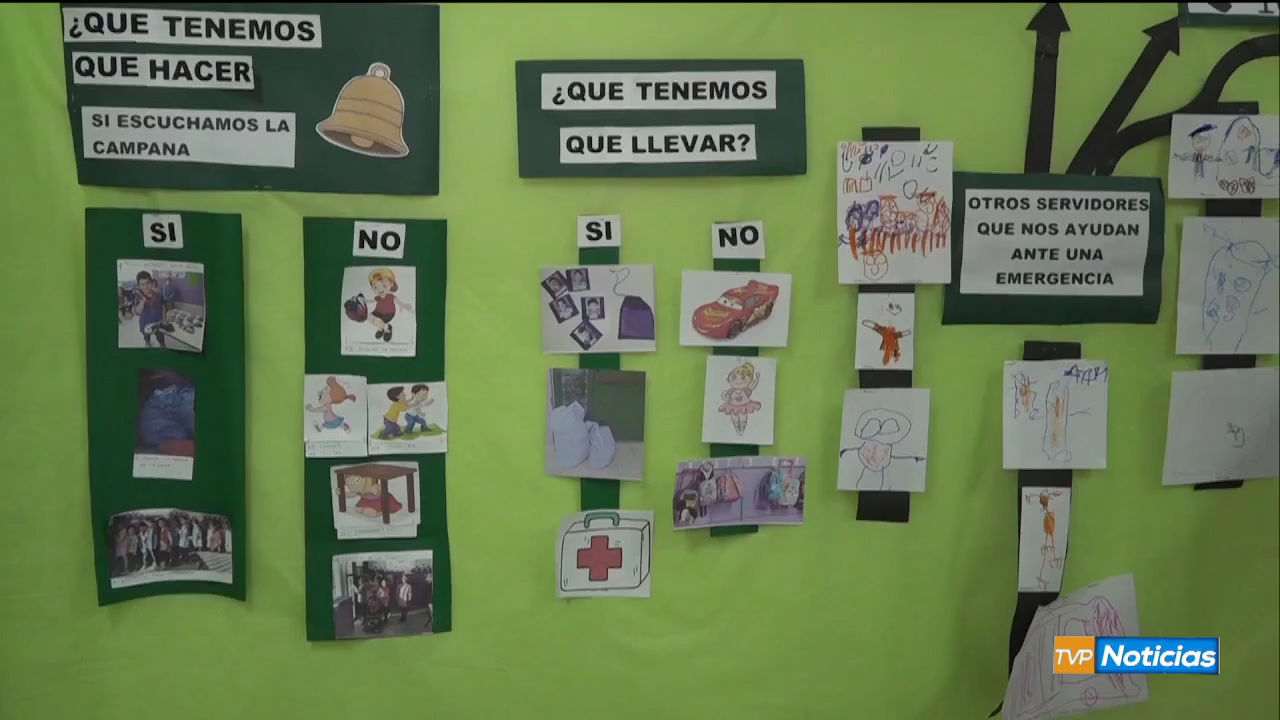 ¿QUE TENEMOS
QUE HACER
SI ESCUCHAMOS LA
CAMPANA
SI
NO
¿QUE TENEMOS
QUE LLEVAR?
SI
NO
OTROS SERVIDORES
QUE NOS AYUDAN
ANTE UNA
EMERGENCIA
TVP Noticias